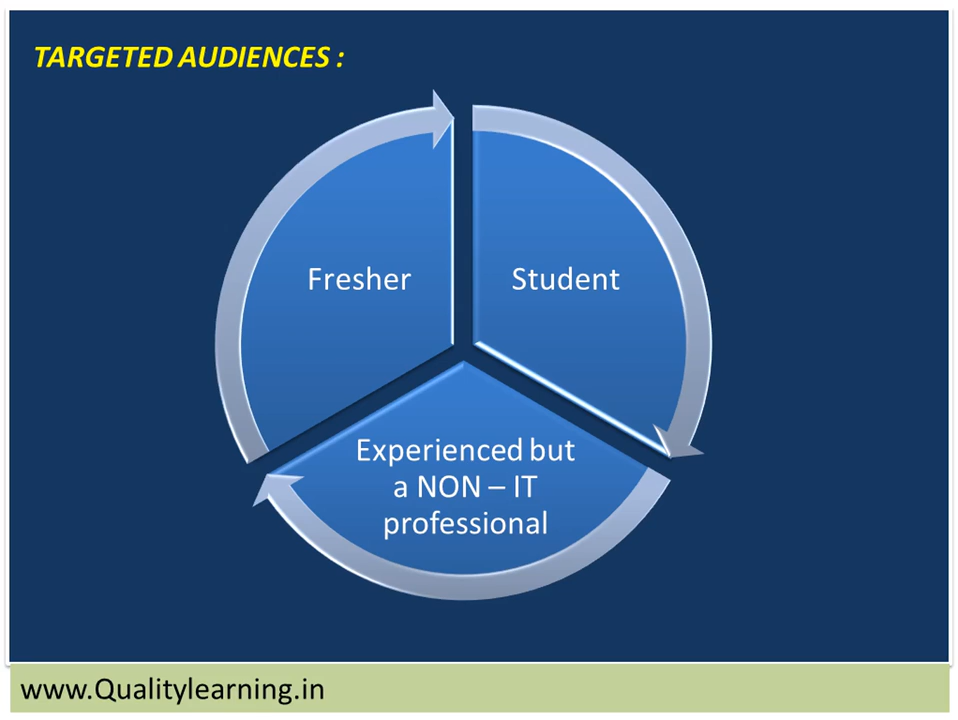 TARGETED AUDIENCES :
Fresher
Student
Experienced but
a NON – IT
professional
www.Qualitylearning.in